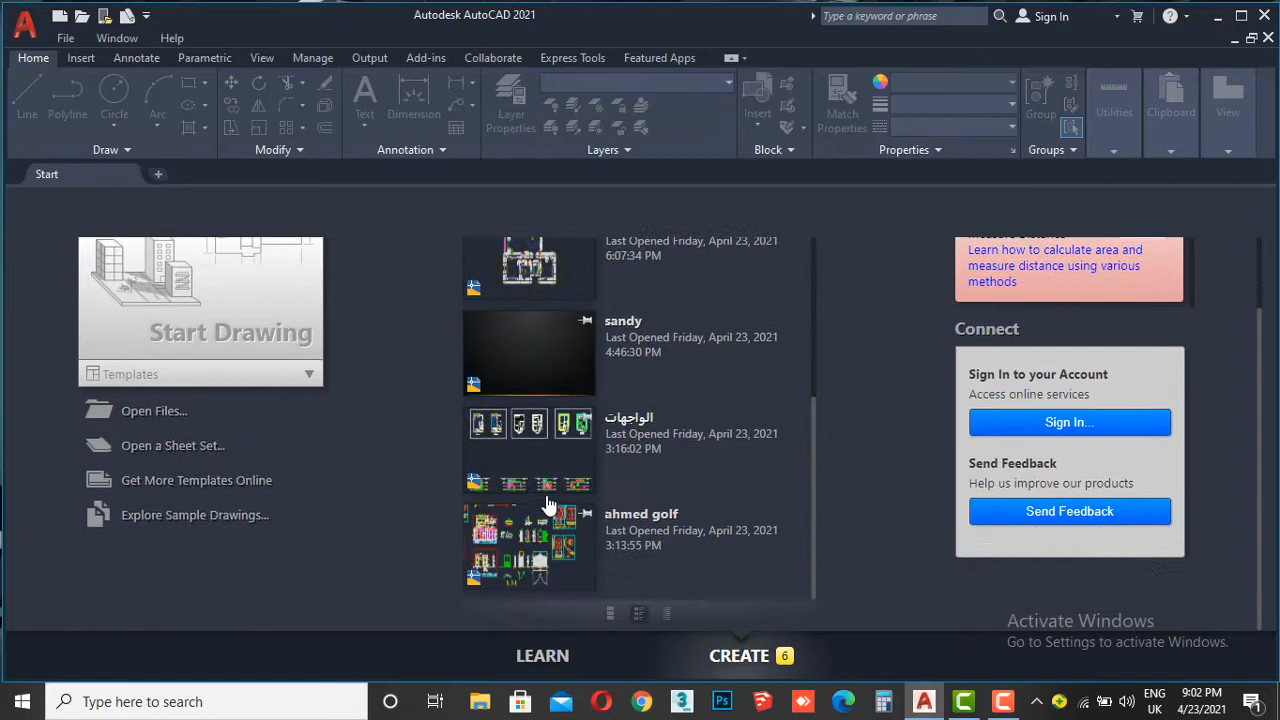 Autodesk AutoCAD 2021
Type a keyword or phrase
Sign In
File Window Help
Home Insert Annotate Parametric View Manage Output Add-ins Collaborate Express Tools Featured Apps
Line Polyline Circle Arc
Text Dimension
Layer Properties
Insert
Match Properties
Group
Utilities
Clipboard
View
Draw Modify Annotation Layers Block Properties Groups
Start
Start Drawing
Templates
Open Files...
Open a Sheet Set...
Get More Templates Online
Explore Sample Drawings...
Last Opened Friday, April 23, 2021
6:07:34 PM
sandy
Last Opened Friday, April 23, 2021
4:46:30 PM
الواجهات
Last Opened Friday, April 23, 2021
3:16:02 PM
ahmed golf
Last Opened Friday, April 23, 2021
3:13:55 PM
Learn how to calculate area and
measure distance using various
methods
Connect
Sign In to your Account
Access online services
Sign In...
Send Feedback
Help us improve our products
Send Feedback
Activate Windows
Go to Settings to activate Windows.
LEARN
CREATE 6
Type here to search
ENG
UK
9:02 PM
4/23/2021